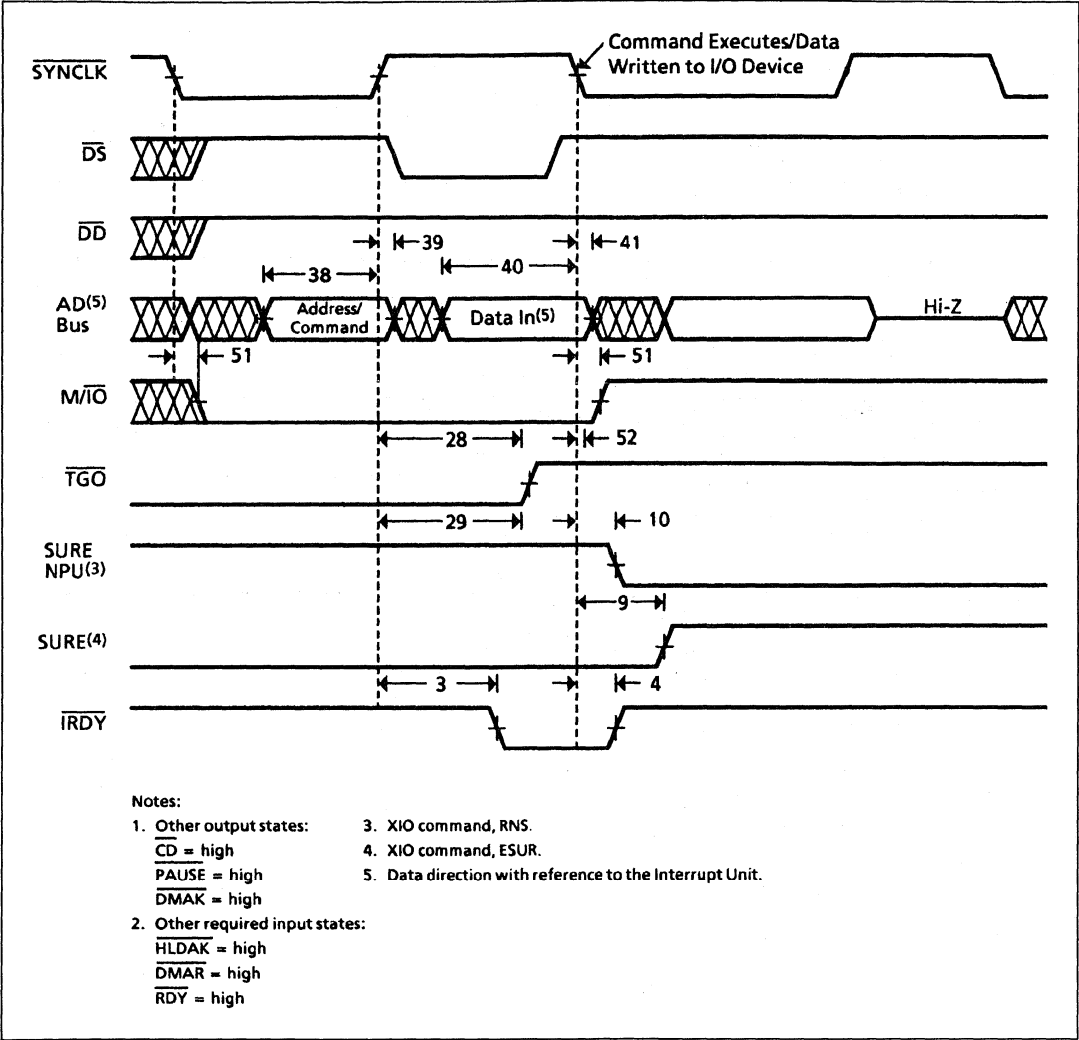 SYNCLK
Command Executes/Data
Written to I/O Device
DS
DD
39
41
38
40
AD(5)
Bus
Address/
Command
Data In(5)
Hi-Z
51
51
M/IO
28
52
TGO
29
10
SURE
NPU(3)
9
SURE(4)
3
4
IRDY
Notes:
1. Other output states:
CD = high
PAUSE = high
DMAK = high
2. Other required input states:
HLDAK = high
DMAR = high
RDY = high
3. XIO command, RNS.
4. XIO command, ESUR.
5. Data direction with reference to the Interrupt Unit.